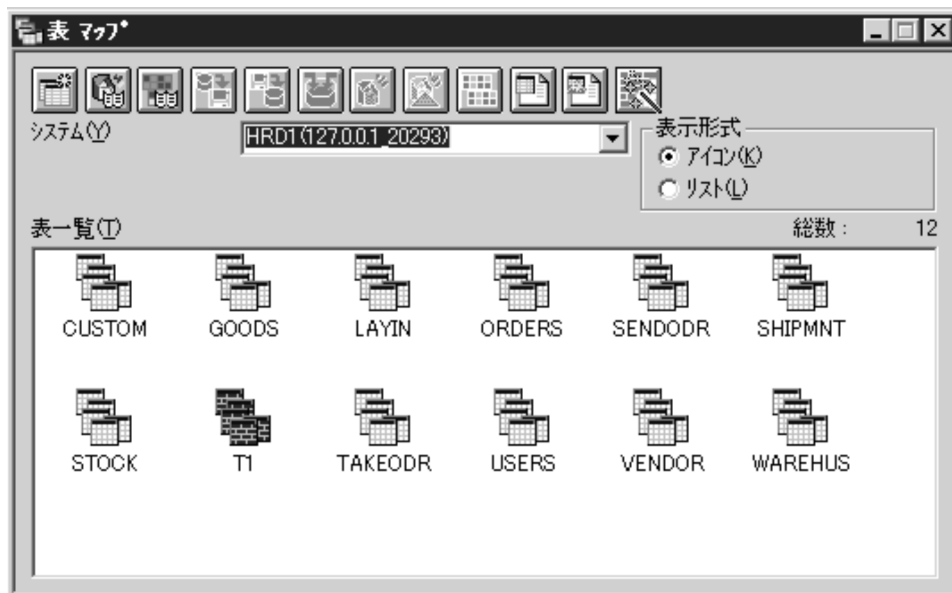 表 ﾏｯﾌﾟ
システム(Y)
HRD1(127.0.0.1_20293)
表示形式
アイコン(K)
リスト(L)
表一覧(T)
総数 : 12
CUSTOM GOODS LAYIN ORDERS SENDODR SHIPMNT
STOCK T1 TAKEODR USERS VENDOR WAREHUS